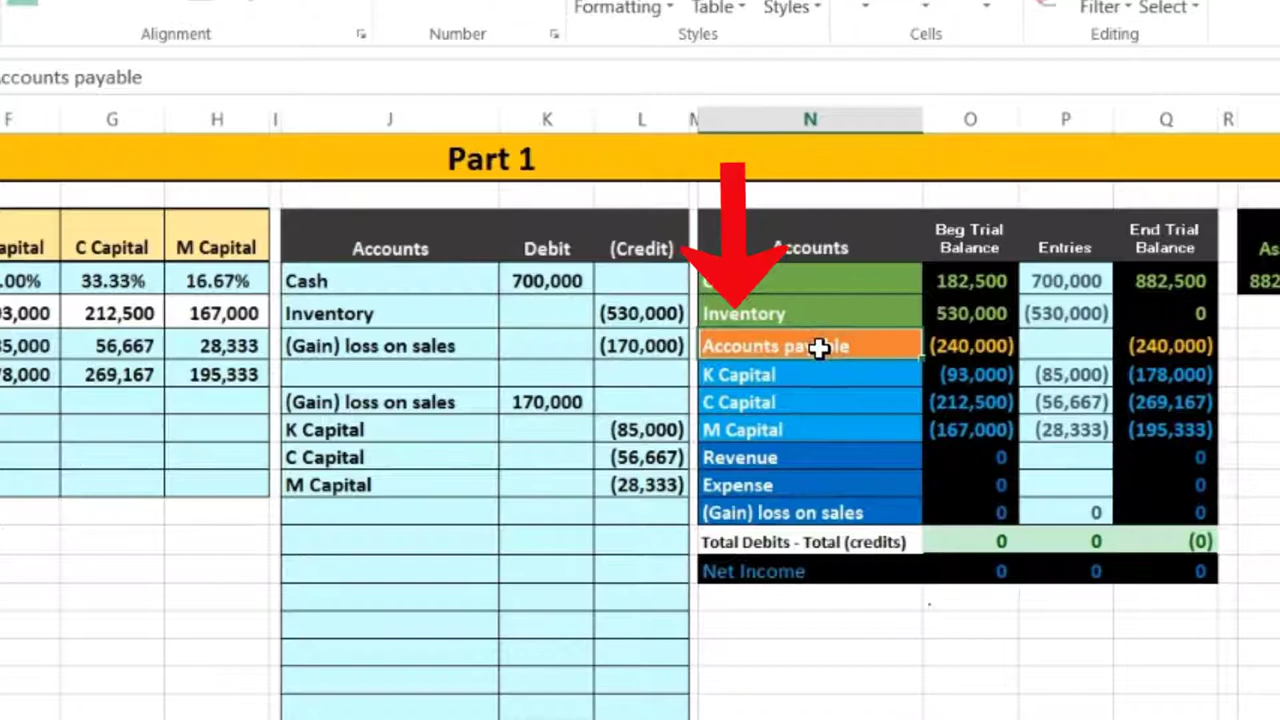 Formatting Table Styles Filter Select
Alignment Number Styles Cells Editing
ccounts payable
F G H I J K L M N O P Q R
Part 1
apital C Capital M Capital Accounts Debit (Credit) Accounts Beg Trial Balance Entries End Trial Balance As
.00% 33.33% 16.67% Cash 700,000 182,500 700,000 882,500 882
3,000 212,500 167,000 Inventory (530,000) Inventory 530,000 (530,000) 0
5,000 56,667 28,333 (Gain) loss on sales (170,000) Accounts payable (240,000) (240,000)
8,000 269,167 195,333 K Capital (93,000) (85,000) (178,000)
(Gain) loss on sales 170,000 C Capital (212,500) (56,667) (269,167)
K Capital (85,000) M Capital (167,000) (28,333) (195,333)
C Capital (56,667) Revenue 0 0
M Capital (28,333) Expense 0 0
(Gain) loss on sales 0 0 0
Total Debits - Total (credits) 0 0 (0)
Net Income 0 0 0